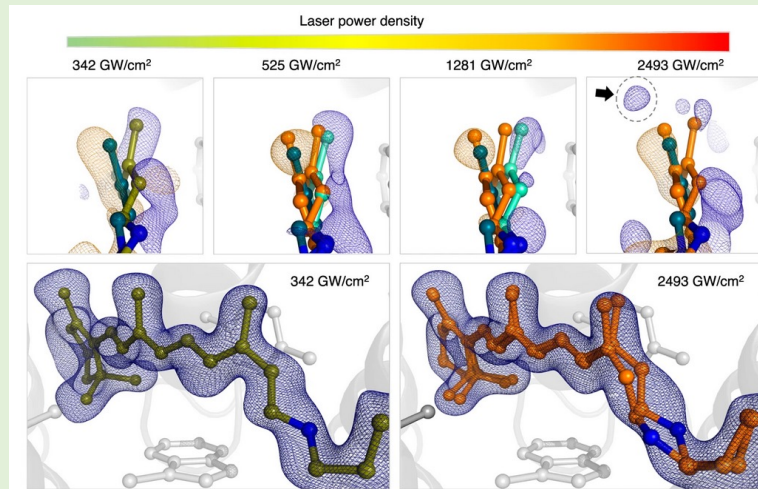 Laser power density
342 GW/cm²
525 GW/cm²
1281 GW/cm²
2493 GW/cm²
342 GW/cm²
2493 GW/cm²